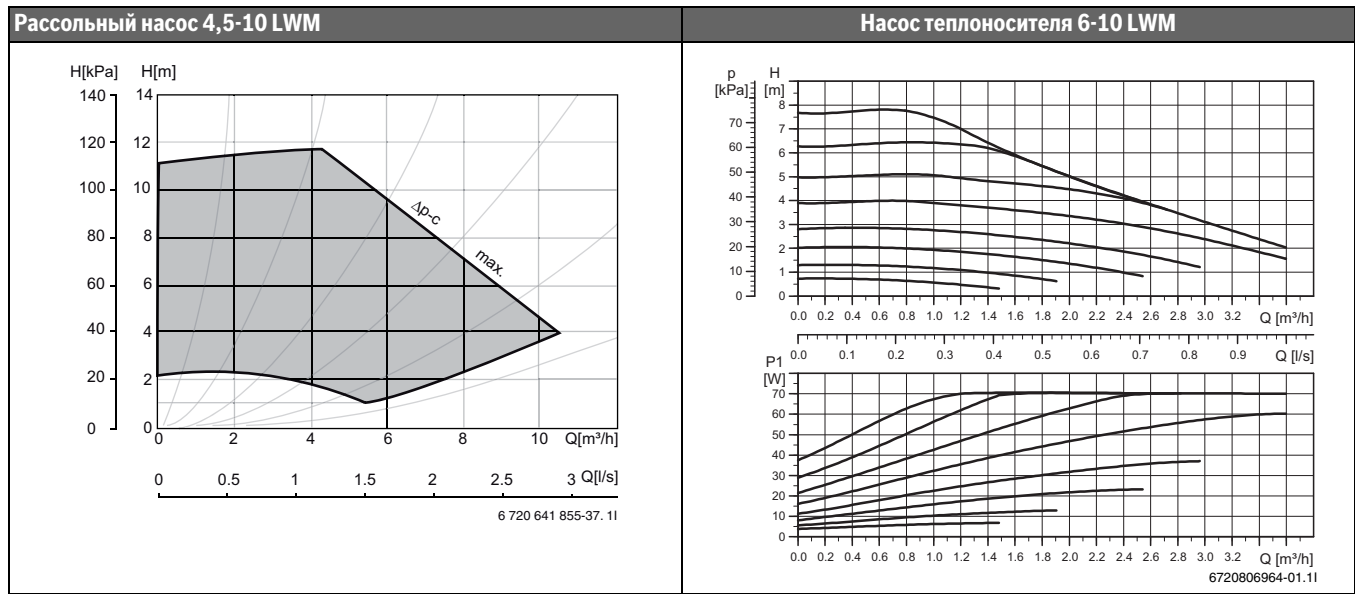 Рассольный насос 4,5-10 LWM
H[kPa] H[m]
140 14
120 12
100 10
80 8
60 6
40 4
20 2
0 0
Δp-c
max.
0 2 4 6 8 10 Q[m³/h]
0 0.5 1 1.5 2 2.5 3 Q[l/s]
6 720 641 855-37. 1I
Насос теплоносителя 6-10 LWM
p H
[kPa] [m]
8
70 7
60 6
50 5
40 4
30 3
20 2
10 1
0 0
0.0 0.2 0.4 0.6 0.8 1.0 1.2 1.4 1.6 1.8 2.0 2.2 2.4 2.6 2.8 3.0 3.2 Q [m³/h]
0.0 0.1 0.2 0.3 0.4 0.5 0.6 0.7 0.8 0.9 Q [l/s]
P1
[W]
70
60
50
40
30
20
10
0
0.0 0.2 0.4 0.6 0.8 1.0 1.2 1.4 1.6 1.8 2.0 2.2 2.4 2.6 2.8 3.0 3.2 Q [m³/h]
6720806964-01.1I